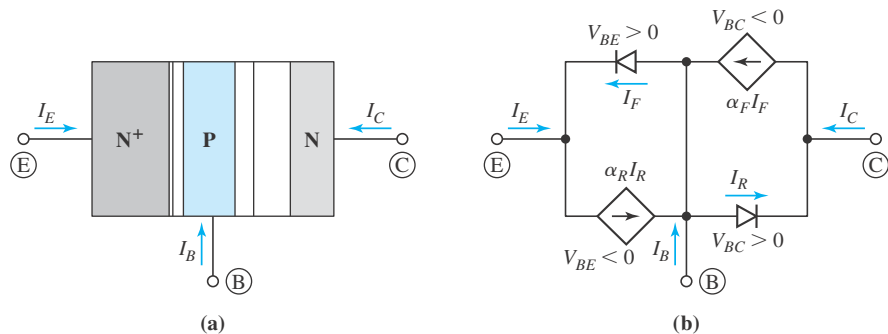 I_E
N⁺
P
N
I_C
E
C
I_B
B
(a)
V_BE > 0
V_BC < 0
I_F
α_F I_F
I_E
I_C
E
C
α_R I_R
I_R
V_BE < 0
I_B
V_BC > 0
B
(b)